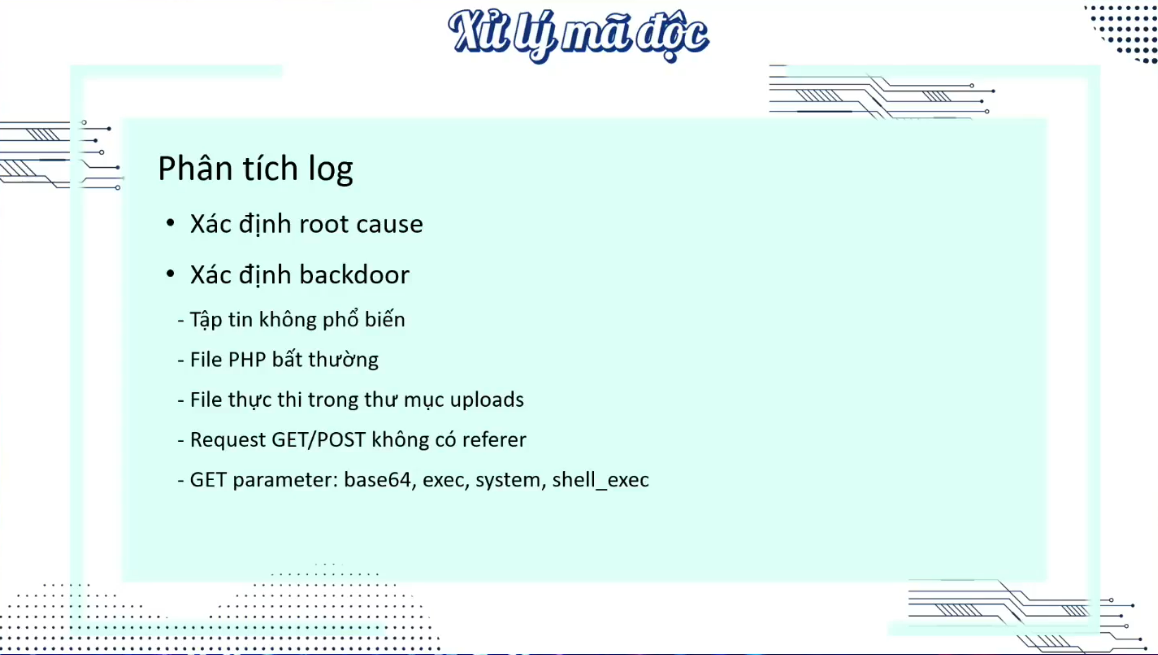 Xử lý mã độc
Phân tích log
• Xác định root cause
• Xác định backdoor
- Tập tin không phổ biến
- File PHP bất thường
- File thực thi trong thư mục uploads
- Request GET/POST không có referer
- GET parameter: base64, exec, system, shell_exec